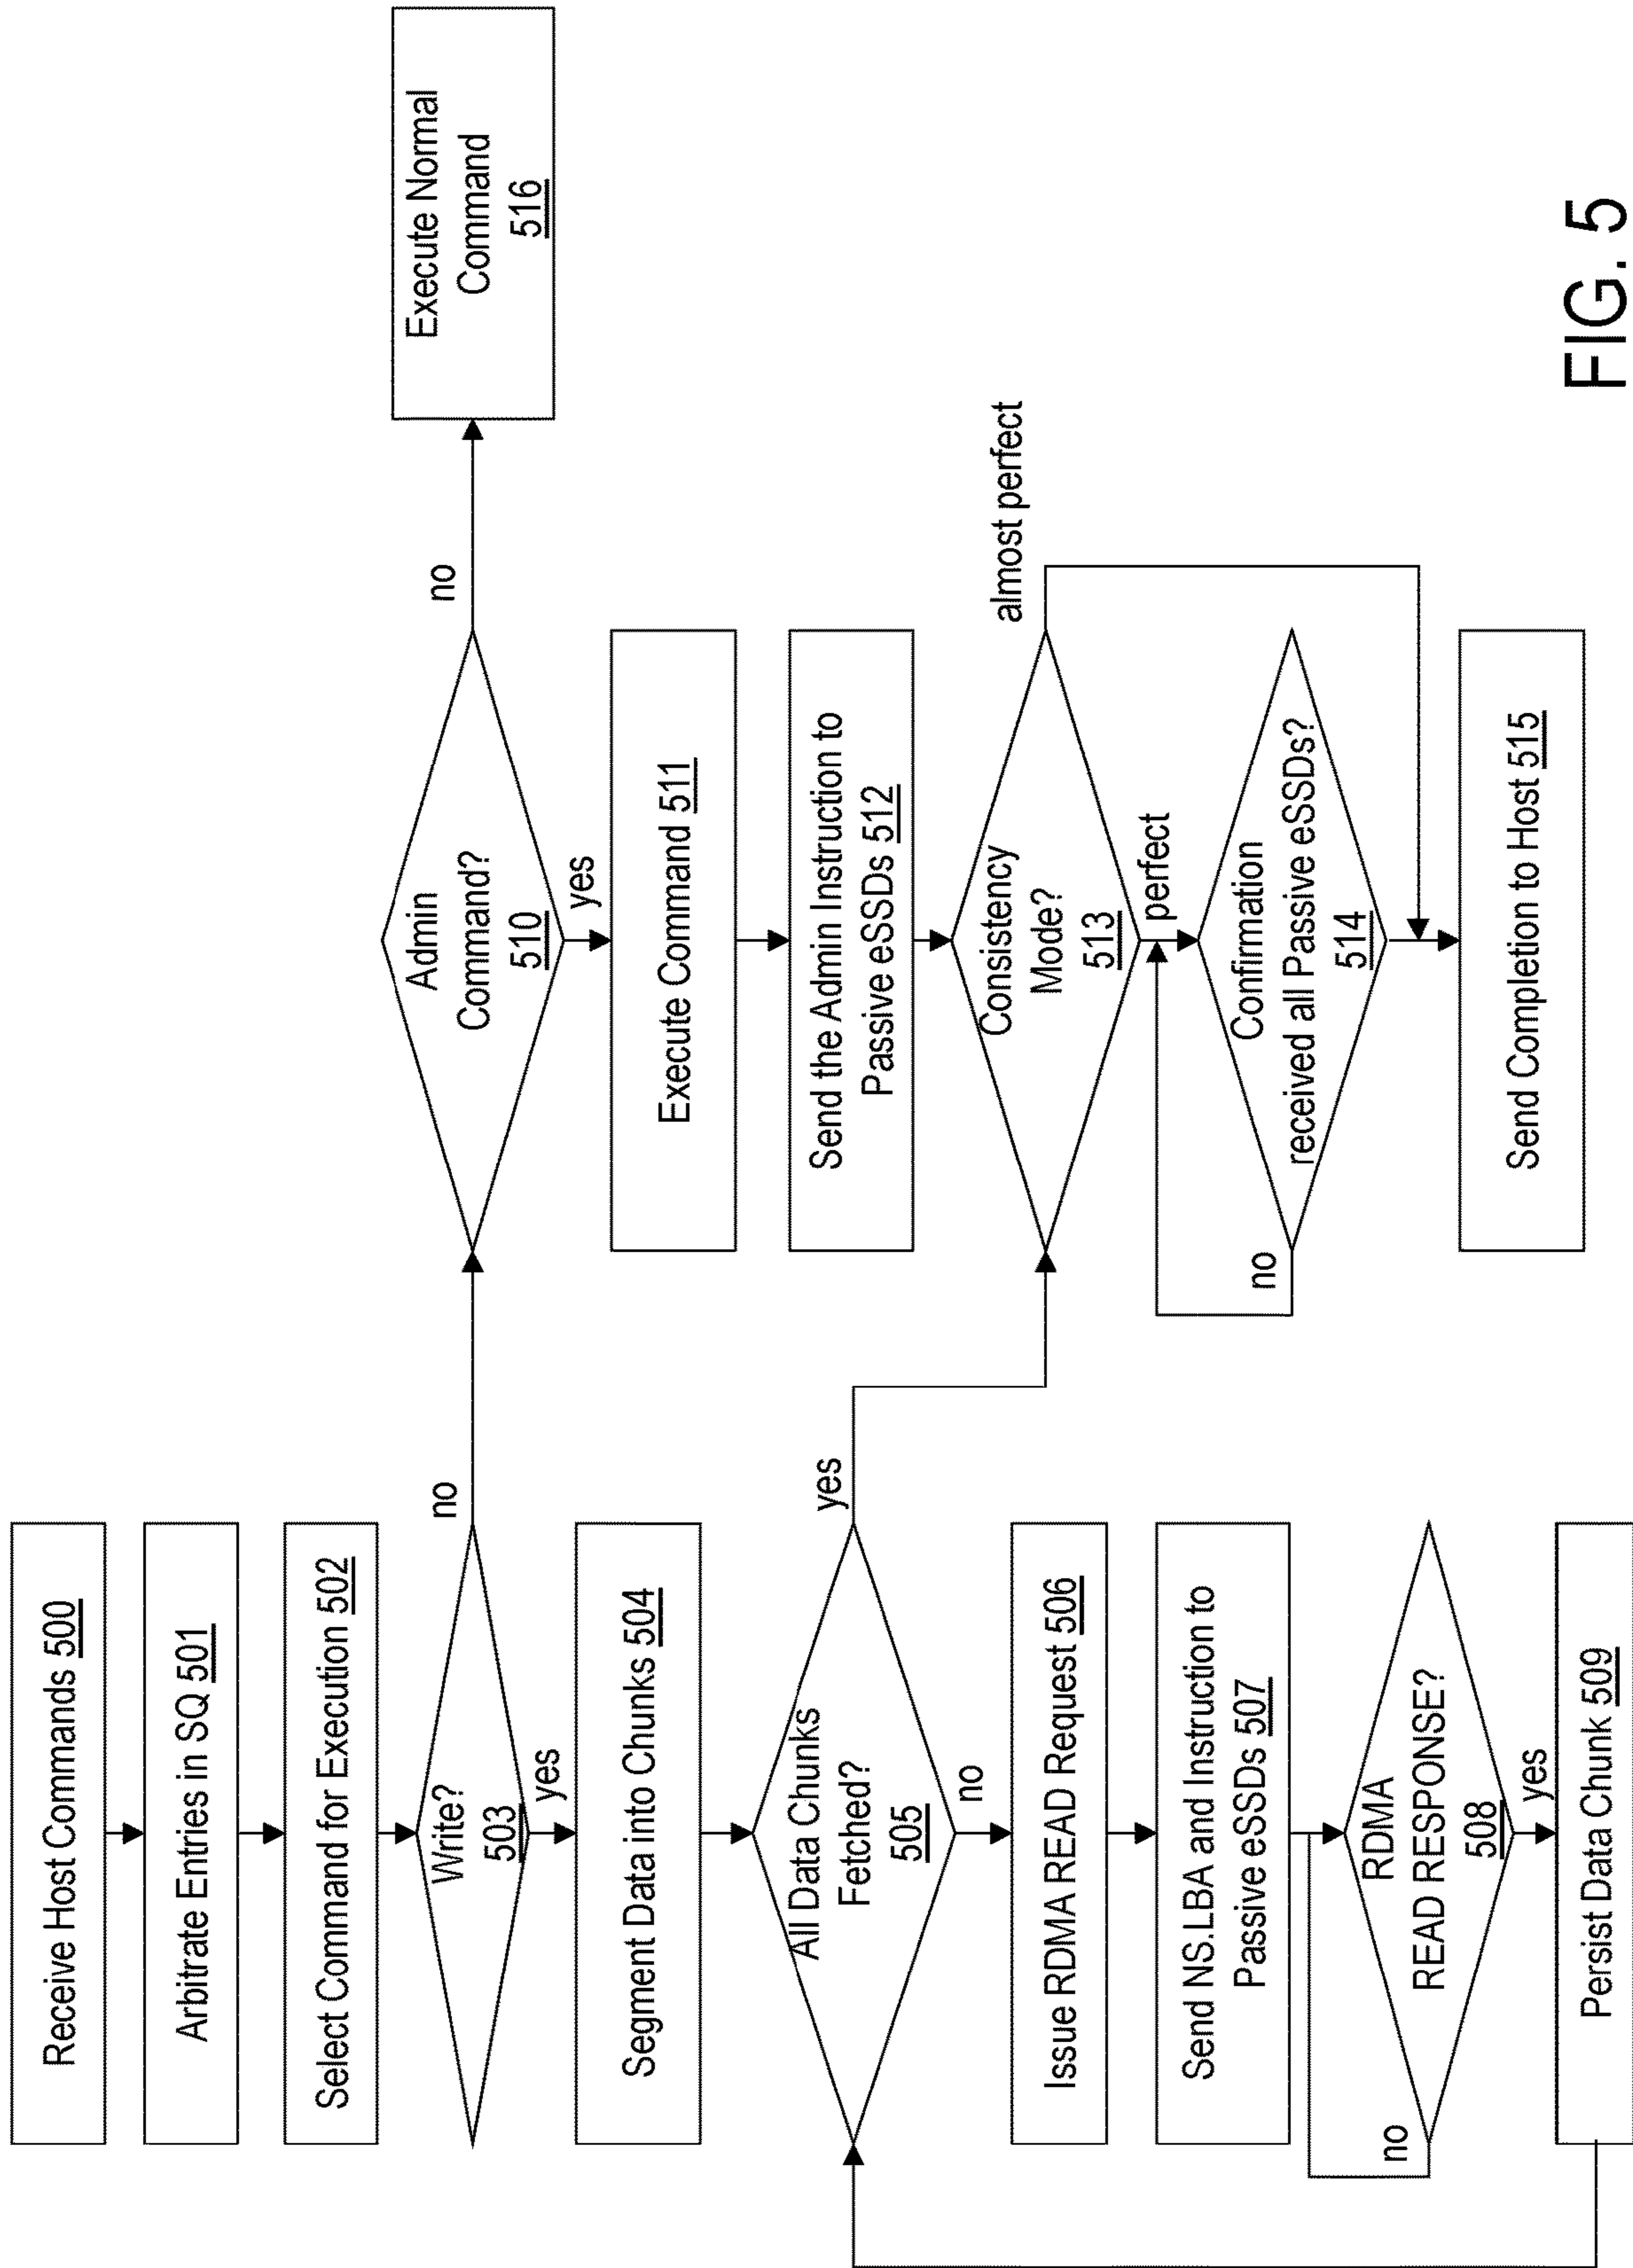 Receive Host Commands 500
Arbitrate Entries in SQ 501
Select Command for Execution 502
Write?
503
no
yes
Segment Data into Chunks 504
All Data Chunks
Fetched?
505
yes
no
Issue RDMA READ Request 506
Send NS.LBA and Instruction to
Passive eSSDs 507
RDMA
READ RESPONSE?
508
no
yes
Persist Data Chunk 509
Admin
Command?
510
no
yes
Execute Normal
Command
516
Execute Command 511
Send the Admin Instruction to
Passive eSSDs 512
Consistency
Mode?
513
almost perfect
perfect
Confirmation
received all Passive eSSDs?
514
no
Send Completion to Host 515
FIG. 5